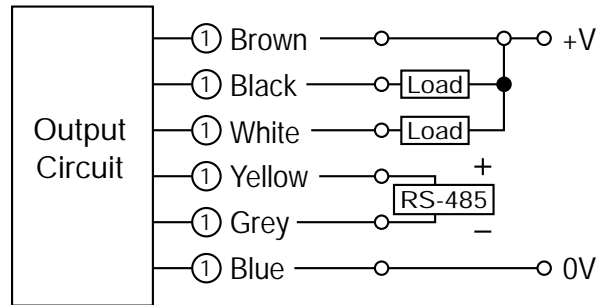 Output
Circuit
① Brown +V
① Black Load
① White Load
① Yellow +
RS-485
① Grey −
① Blue 0V